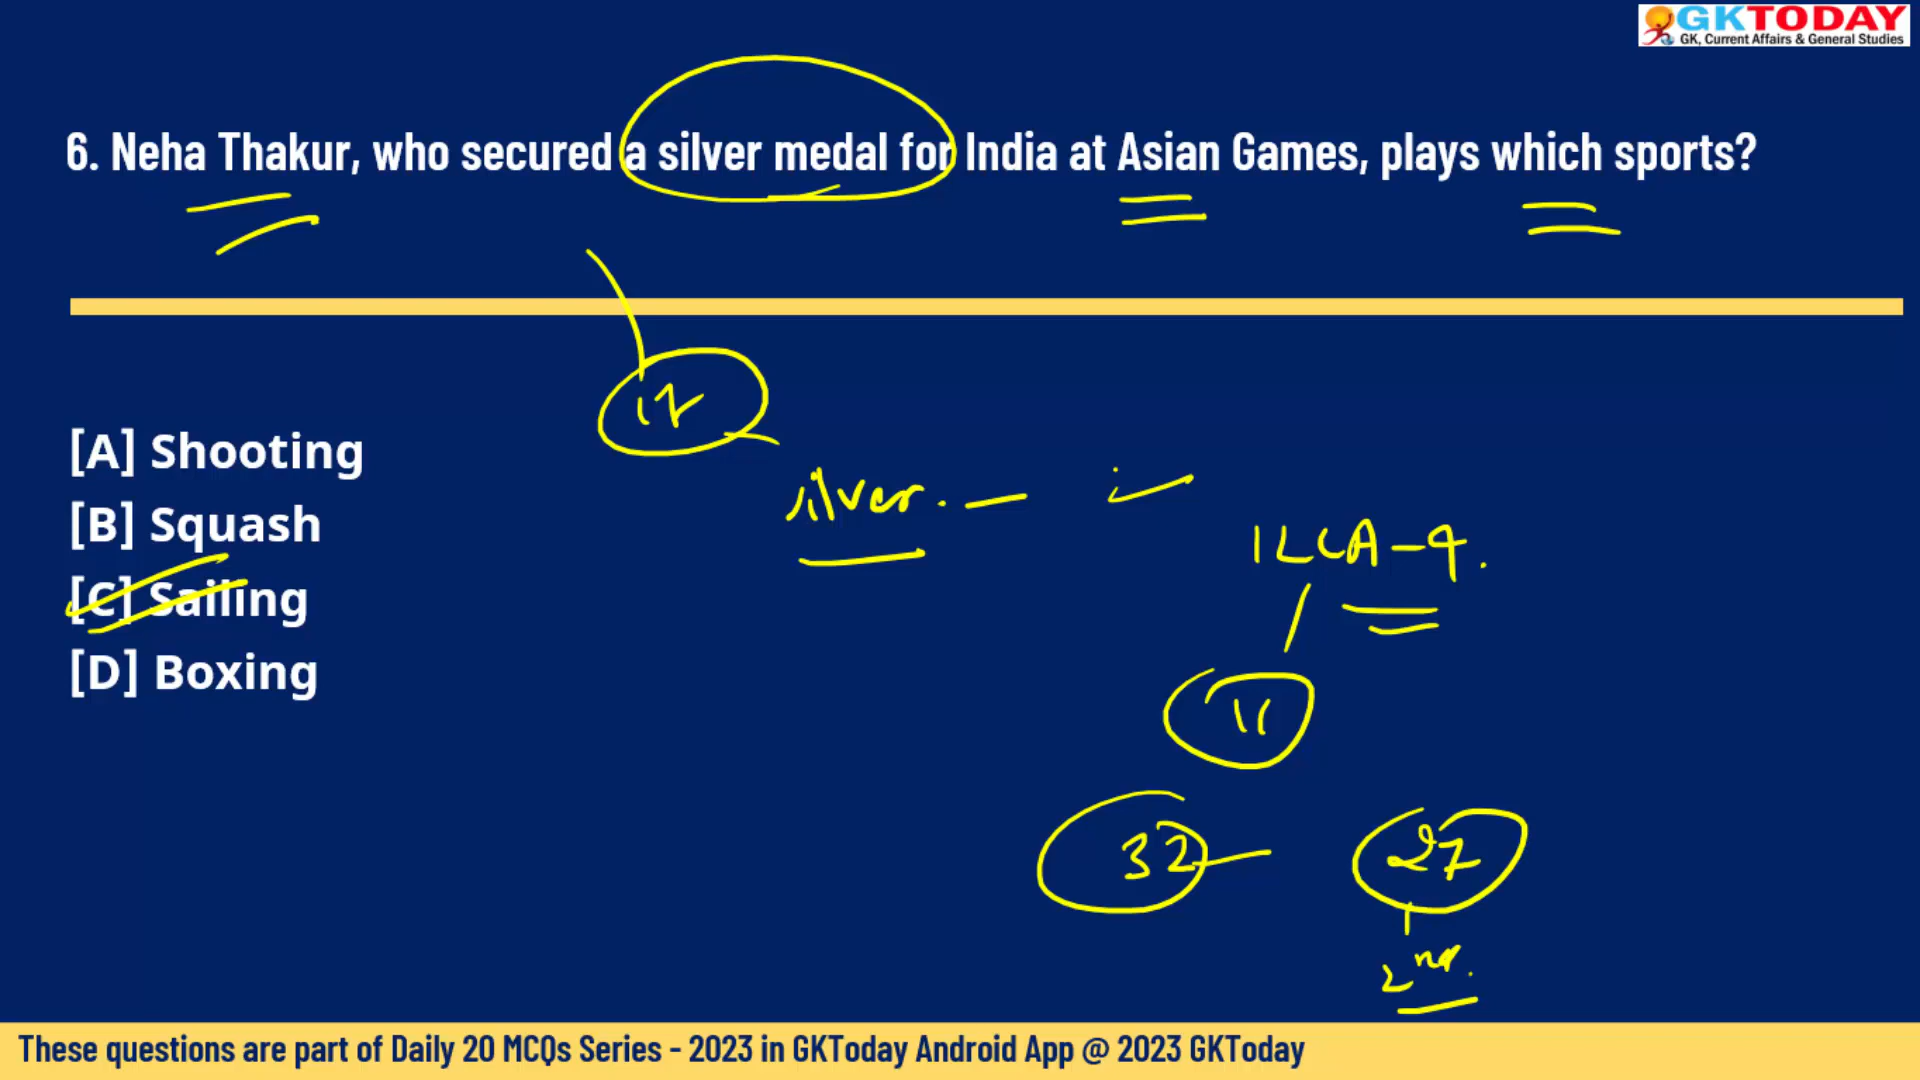 GKTODAY
GK, Current Affairs & General Studies
6. Neha Thakur, who secured a silver medal for India at Asian Games, plays which sports?
17
[A] Shooting
silver.
[B] Squash
ILCA-4.
[C] Sailing
[D] Boxing
11
32
27
2nd.
These questions are part of Daily 20 MCQs Series - 2023 in GKToday Android App @ 2023 GKToday